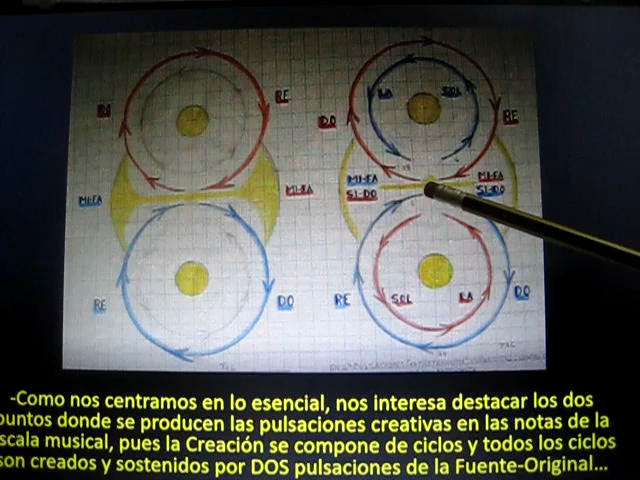 RE
DO
LA
SOL
RE
MI-FA
MI-FA
MI-FA
SI-DO
MI-FA
SI-DO
RE
DO
RE
SOL
LA
DO
-Como nos centramos en lo esencial, nos interesa destacar los dos
puntos donde se producen las pulsaciones creativas en las notas de la
scala musical, pues la Creación se compone de ciclos y todos los ciclos
son creados y sostenidos por DOS pulsaciones de la Fuente-Original...